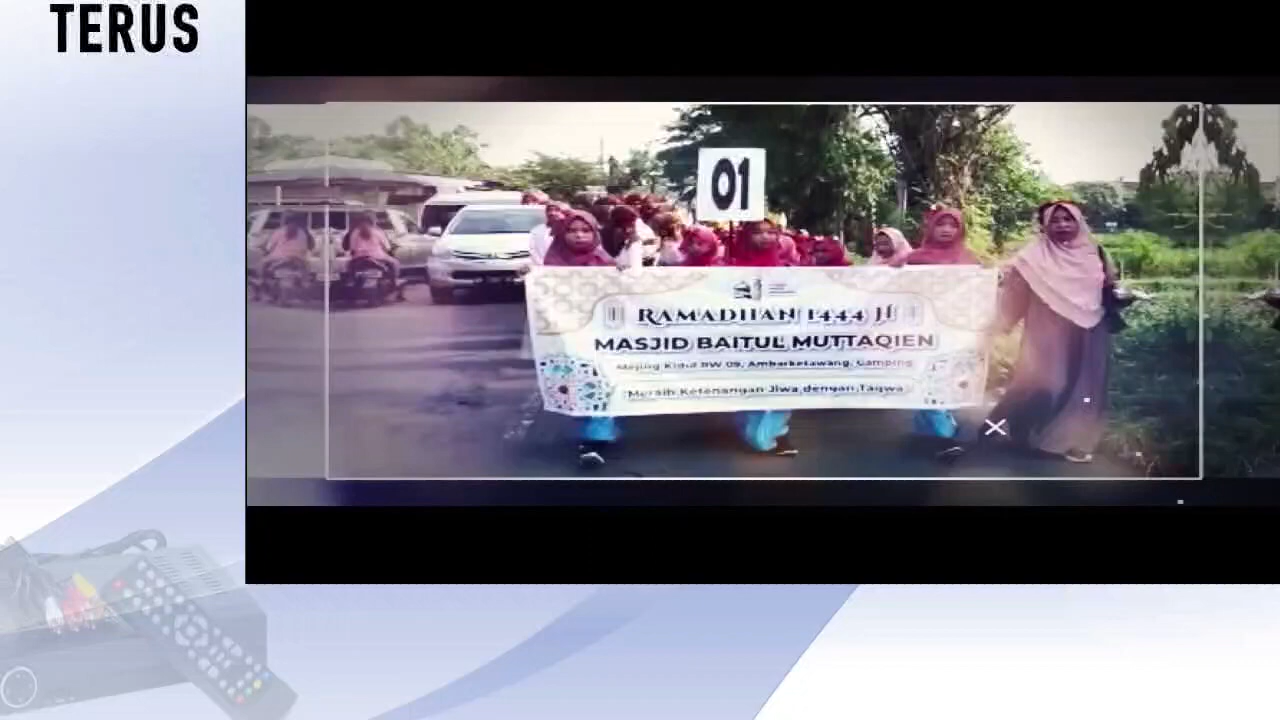 TERUS
01
RAMADHAN 1444 H
MASJID BAITUL MUTTAQIEN
Mejing Kidul RW 09, Ambarketawang, Gamping
"Meraih Ketenangan Jiwa dengan Taqwa"